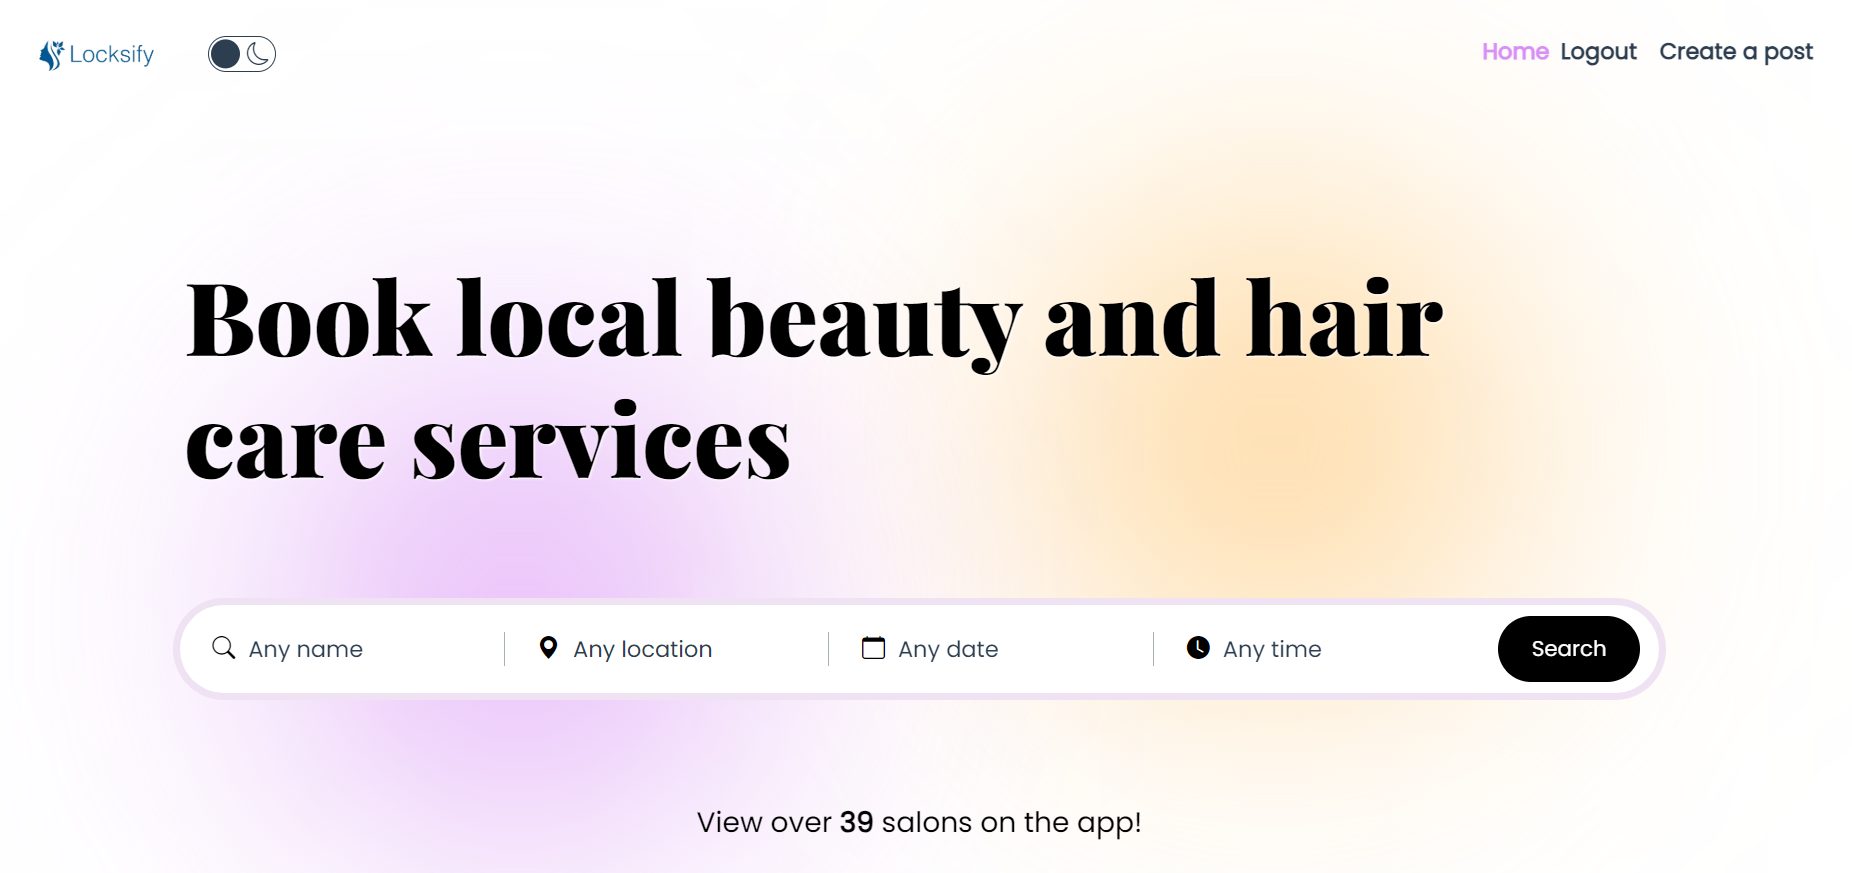 Locksify
Home Logout Create a post
Book local beauty and hair
care services
Any name Any location Any date Any time Search
View over 39 salons on the app!